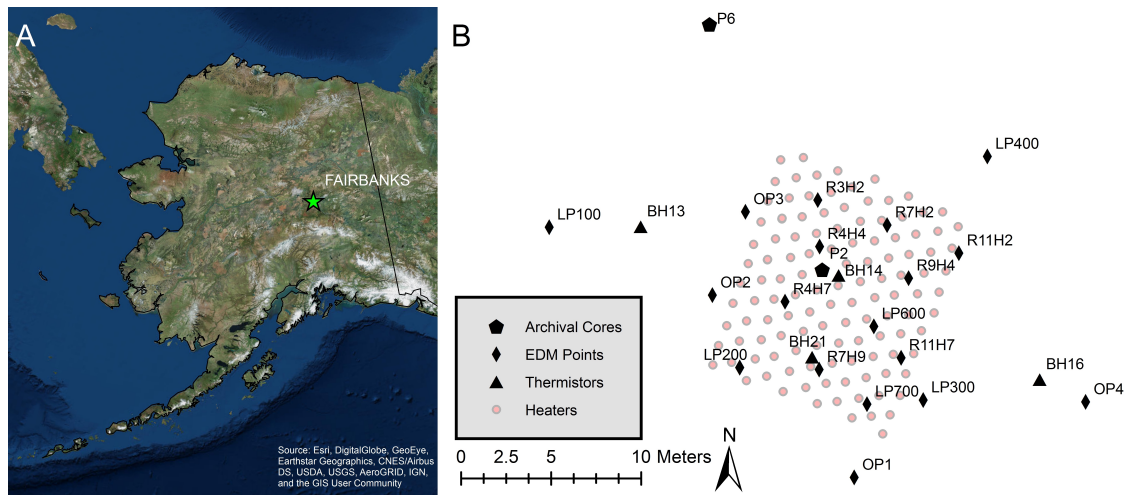 A
FAIRBANKS
Source: Esri, DigitalGlobe, GeoEye,
Earthstar Geographics, CNES/Airbus
DS, USDA, USGS, AeroGRID, IGN,
and the GIS User Community
B
P6
LP400
R3H2
OP3
LP100
BH13
R7H2
R4H4
R11H2
P2
BH14
R9H4
OP2
R4H7
LP600
BH21
LP200
R7H9
R11H7
BH16
LP700
LP300
OP4
OP1
Archival Cores
EDM Points
Thermistors
Heaters
N
0 2.5 5 10 Meters